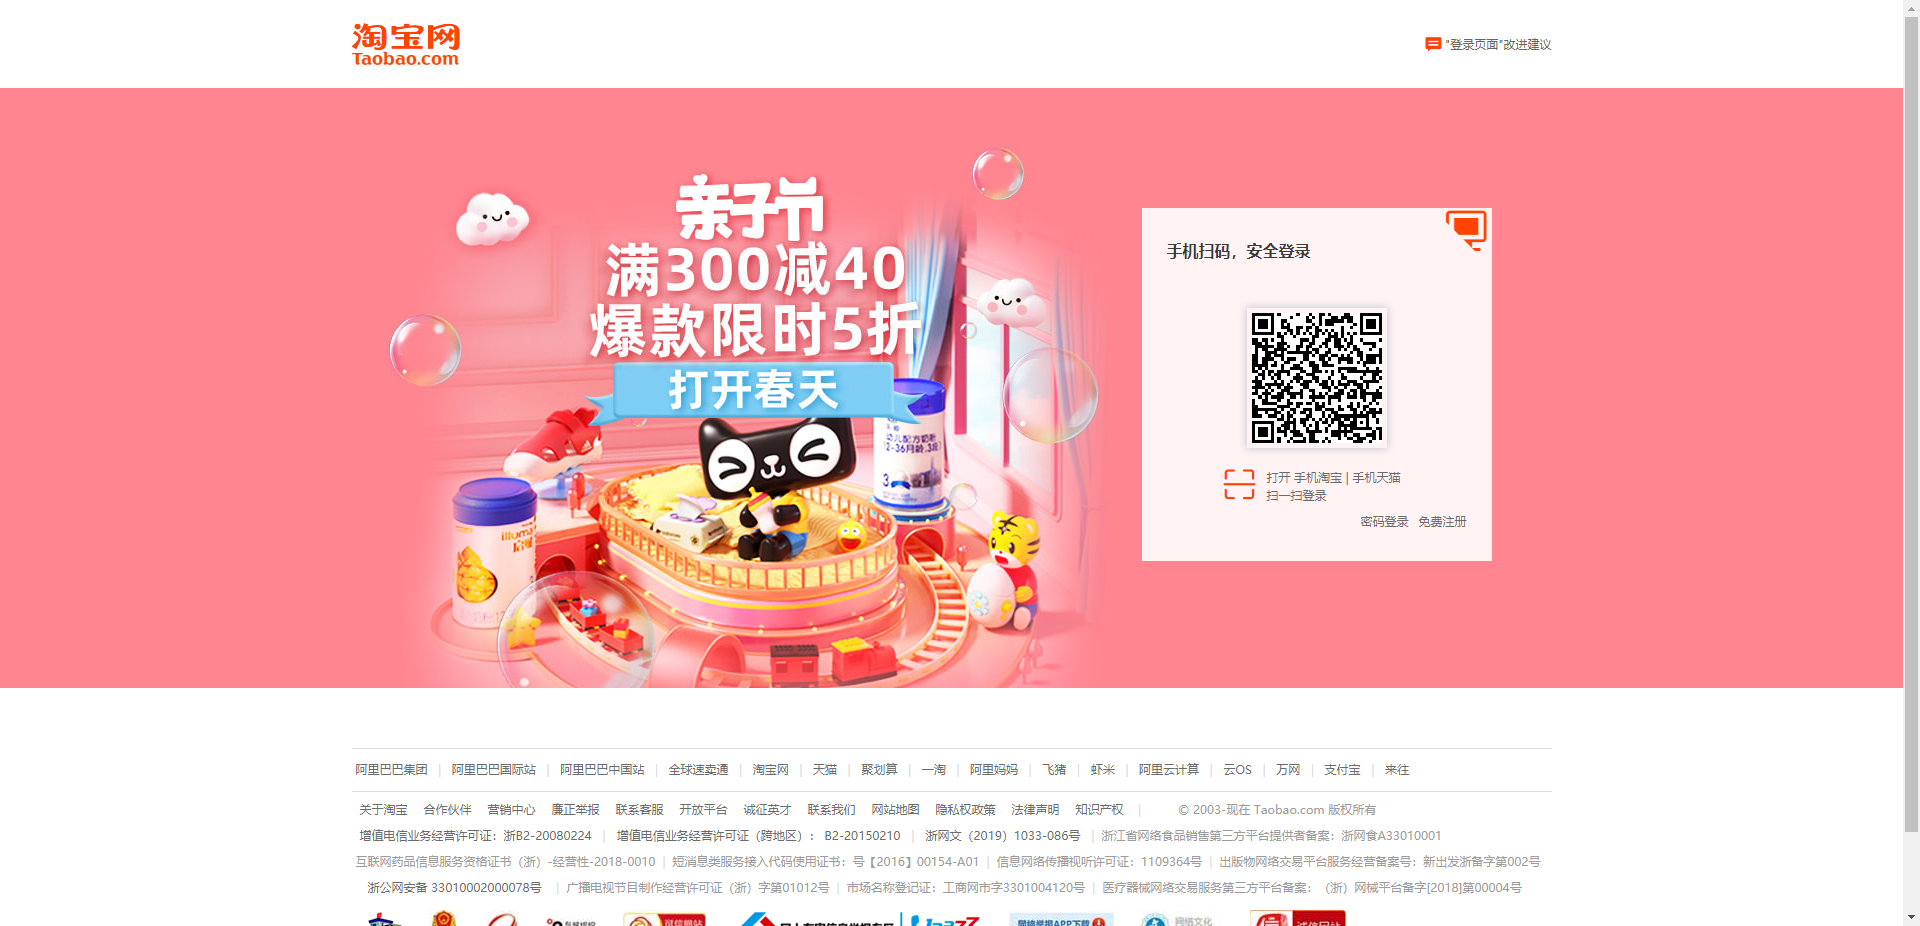 淘宝网
Taobao.com
"登录页面"改进建议
亲子节
满300减40
爆款限时5折
打开春天
幼儿配方奶粉
3
手机扫码，安全登录
打开 手机淘宝 | 手机天猫
扫一扫登录
密码登录 免费注册
阿里巴巴集团 | 阿里巴巴国际站 | 阿里巴巴中国站 | 全球速卖通 | 淘宝网 | 天猫 | 聚划算 | 一淘 | 阿里妈妈 | 飞猪 | 虾米 | 阿里云计算 | 云OS | 万网 | 支付宝 | 来往
关于淘宝 合作伙伴 营销中心 廉正举报 联系客服 开放平台 诚征英才 联系我们 网站地图 隐私权政策 法律声明 知识产权 | © 2003-现在 Taobao.com 版权所有
增值电信业务经营许可证：浙B2-20080224 | 增值电信业务经营许可证（跨地区）： B2-20150210 | 浙网文（2019）1033-086号 | 浙江省网络食品销售第三方平台提供者备案：浙网食A33010001
互联网药品信息服务资格证书（浙）-经营性-2018-0010 | 短消息类服务接入代码使用证书：号【2016】00154-A01 | 信息网络传播视听许可证：1109364号 | 出版物网络交易平台服务经营备案号：新出发浙备字第002号
浙公网安备 33010002000078号 | 广播电视节目制作经营许可证（浙）字第01012号 | 市场名称登记证：工商网市字3301004120号 | 医疗器械网络交易服务第三方平台备案：（浙）网械平台备字[2018]第00004号
网络举报APP下载
网络文化